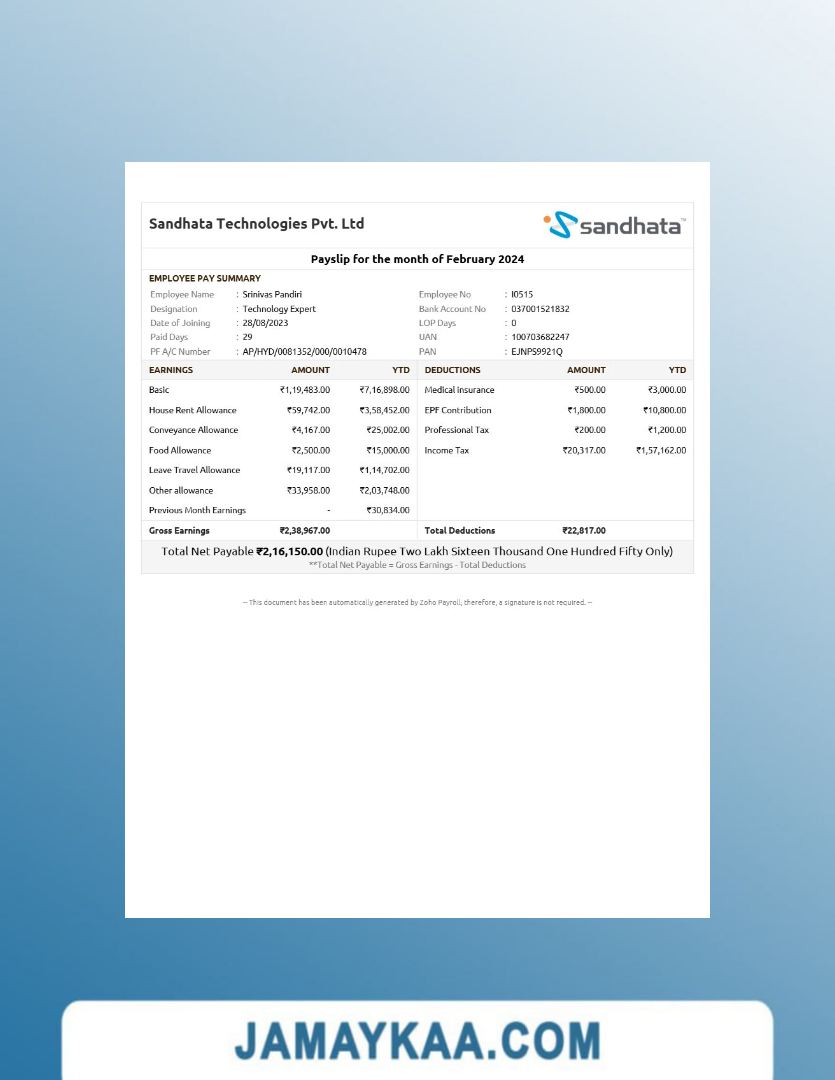 Sandhata Technologies Pvt. Ltd
sandhata™
Payslip for the month of February 2024
EMPLOYEE PAY SUMMARY
Employee Name : Srinivas Pandiri Employee No : I0515
Designation : Technology Expert Bank Account No : 037001521832
Date of Joining : 28/08/2023 LOP Days : 0
Paid Days : 29 UAN : 100703682247
PF A/C Number : AP/HYD/0081352/000/0010478 PAN : EJNPS9921Q
EARNINGS AMOUNT YTD DEDUCTIONS AMOUNT YTD
Basic ₹1,19,483.00 ₹7,16,898.00 Medical Insurance ₹500.00 ₹3,000.00
House Rent Allowance ₹59,742.00 ₹3,58,452.00 EPF Contribution ₹1,800.00 ₹10,800.00
Conveyance Allowance ₹4,167.00 ₹25,002.00 Professional Tax ₹200.00 ₹1,200.00
Food Allowance ₹2,500.00 ₹15,000.00 Income Tax ₹20,317.00 ₹1,57,162.00
Leave Travel Allowance ₹19,117.00 ₹1,14,702.00
Other allowance ₹33,958.00 ₹2,03,748.00
Previous Month Earnings - ₹30,834.00
Gross Earnings ₹2,38,967.00 Total Deductions ₹22,817.00
Total Net Payable ₹2,16,150.00 (Indian Rupee Two Lakh Sixteen Thousand One Hundred Fifty Only)
**Total Net Payable = Gross Earnings - Total Deductions
-- This document has been automatically generated by Zoho Payroll; therefore, a signature is not required. --
JAMAYKAA.COM